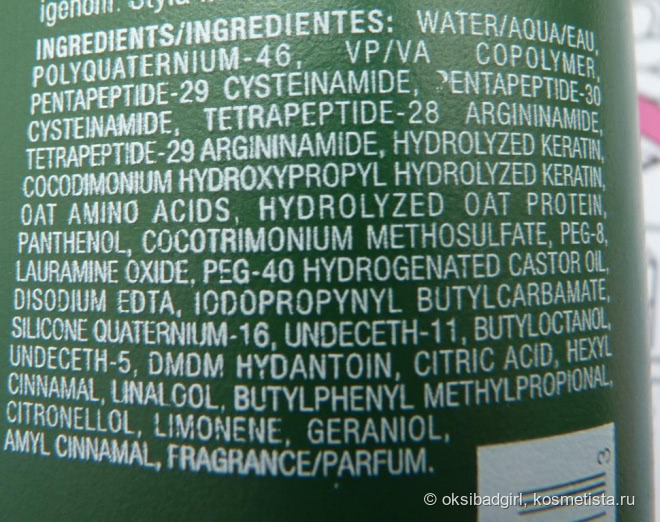 igenöm.
INGREDIENTS/INGREDIENTES: WATER/AQUA/EAU,
POLYQUATERNIUM-46, VP/VA COPOLYMER,
PENTAPEPTIDE-29 CYSTEINAMIDE, PENTAPEPTIDE-30
CYSTEINAMIDE, TETRAPEPTIDE-28 ARGININAMIDE,
TETRAPEPTIDE-29 ARGININAMIDE, HYDROLYZED KERATIN,
COCODIMONIUM HYDROXYPROPYL HYDROLYZED KERATIN,
OAT AMINO ACIDS, HYDROLYZED OAT PROTEIN,
PANTHENOL, COCOTRIMONIUM METHOSULFATE, PEG-8,
LAURAMINE OXIDE, PEG-40 HYDROGENATED CASTOR OIL,
DISODIUM EDTA, IODOPROPYNYL BUTYLCARBAMATE,
SILICONE QUATERNIUM-16, UNDECETH-11, BUTYLOCTANOL,
UNDECETH-5, DMDM HYDANTOIN, CITRIC ACID, HEXYL
CINNAMAL, LINALOOL, BUTYLPHENYL METHYLPROPIONAL,
CITRONELLOL, LIMONENE, GERANIOL,
AMYL CINNAMAL, FRAGRANCE/PARFUM.
3
© oksibadgirl, kosmetista.ru